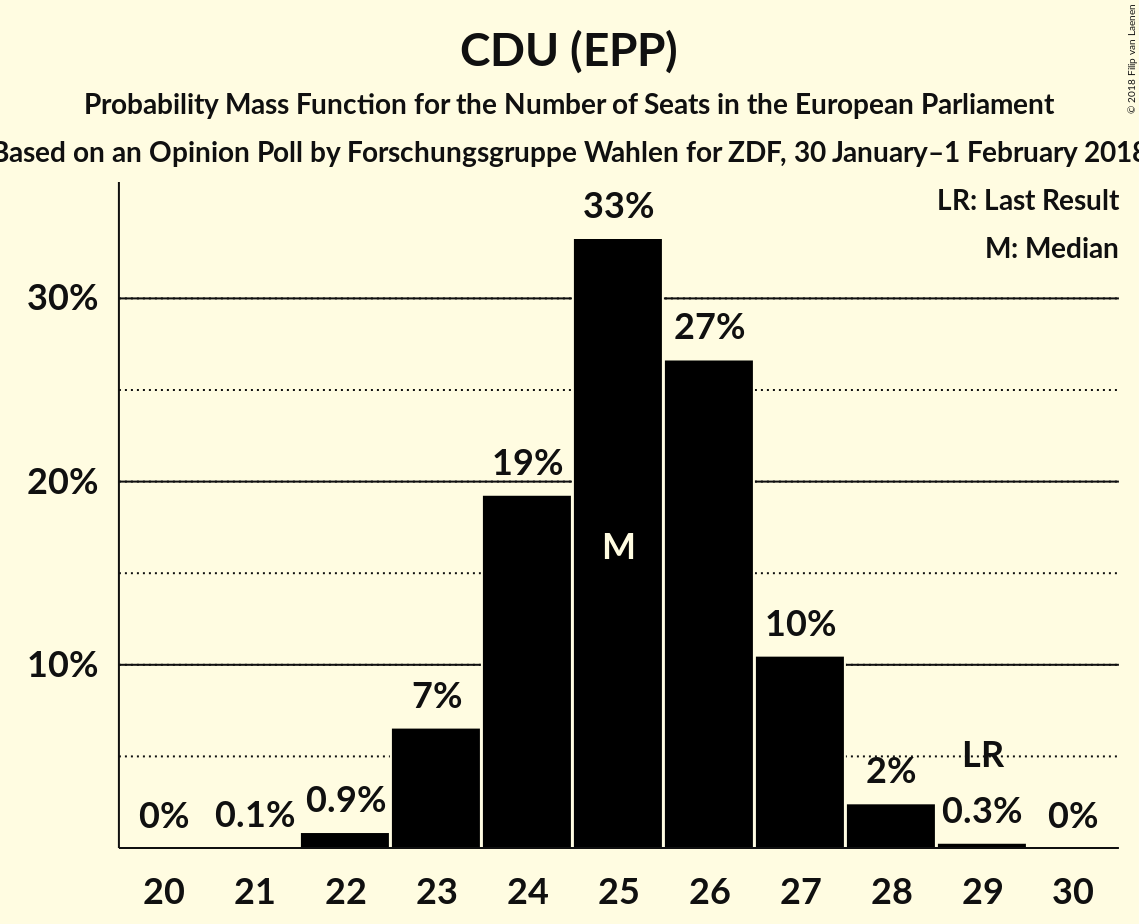 CDU (EPP)
Probability Mass Function for the Number of Seats in the European Parliament
Based on an Opinion Poll by Forschungsgruppe Wahlen for ZDF, 30 January–1 February 2018
© 2018 Filip van Laenen
LR: Last Result
M: Median
33%
30%
27%
19%
20%
M
10%
10%
7%
LR
2%
0%
0.1%
0.9%
0.3%
0%
20 21 22 23 24 25 26 27 28 29 30